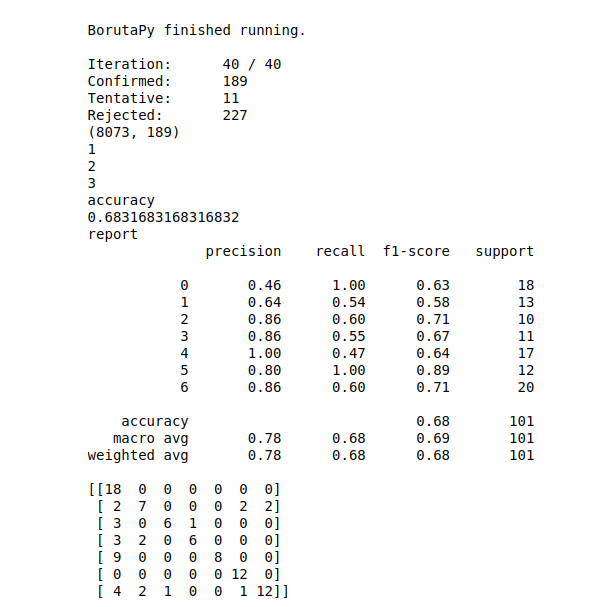 BorutaPy finished running.
Iteration: 40 / 40
Confirmed: 189
Tentative: 11
Rejected: 227
(8073, 189)
1
2
3
accuracy
0.6831683168316832
report
precision recall f1-score support
0 0.46 1.00 0.63 18
1 0.64 0.54 0.58 13
2 0.86 0.60 0.71 10
3 0.86 0.55 0.67 11
4 1.00 0.47 0.64 17
5 0.80 1.00 0.89 12
6 0.86 0.60 0.71 20
accuracy 0.68 101
macro avg 0.78 0.68 0.69 101
weighted avg 0.78 0.68 0.68 101
[[18 0 0 0 0 0 0]
[ 2 7 0 0 0 2 2]
[ 3 0 6 1 0 0 0]
[ 3 2 0 6 0 0 0]
[ 9 0 0 0 8 0 0]
[ 0 0 0 0 0 12 0]
[ 4 2 1 0 0 1 12]]